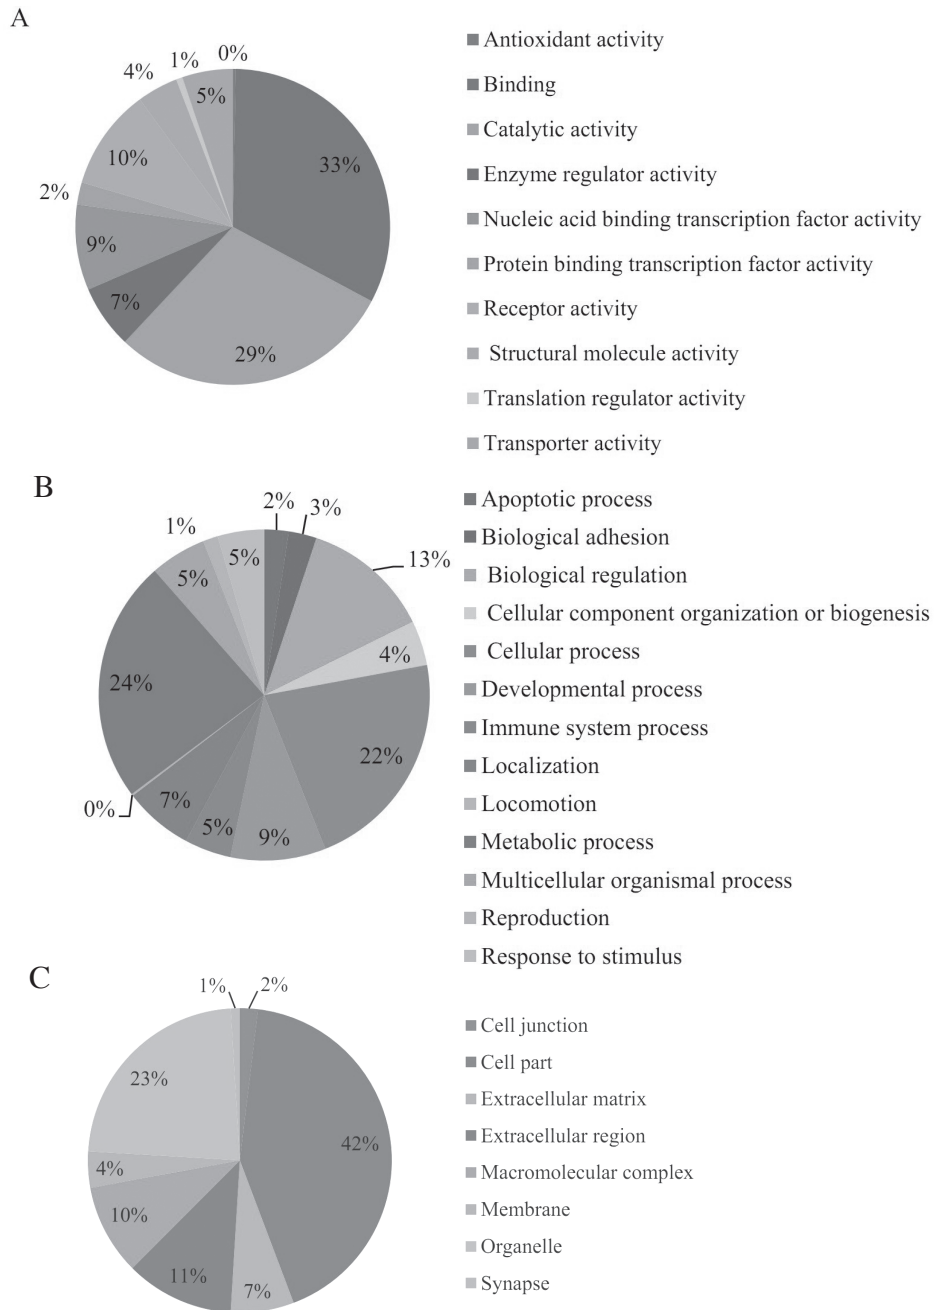 A
0%
1%
4%
5%
10%
33%
2%
9%
7%
29%
Antioxidant activity
Binding
Catalytic activity
Enzyme regulator activity
Nucleic acid binding transcription factor activity
Protein binding transcription factor activity
Receptor activity
Structural molecule activity
Translation regulator activity
Transporter activity
B
2%
3%
1%
5%
13%
5%
4%
24%
22%
7%
0%
5%
9%
Apoptotic process
Biological adhesion
Biological regulation
Cellular component organization or biogenesis
Cellular process
Developmental process
Immune system process
Localization
Locomotion
Metabolic process
Multicellular organismal process
Reproduction
Response to stimulus
C
1%
2%
23%
42%
4%
10%
11%
7%
Cell junction
Cell part
Extracellular matrix
Extracellular region
Macromolecular complex
Membrane
Organelle
Synapse